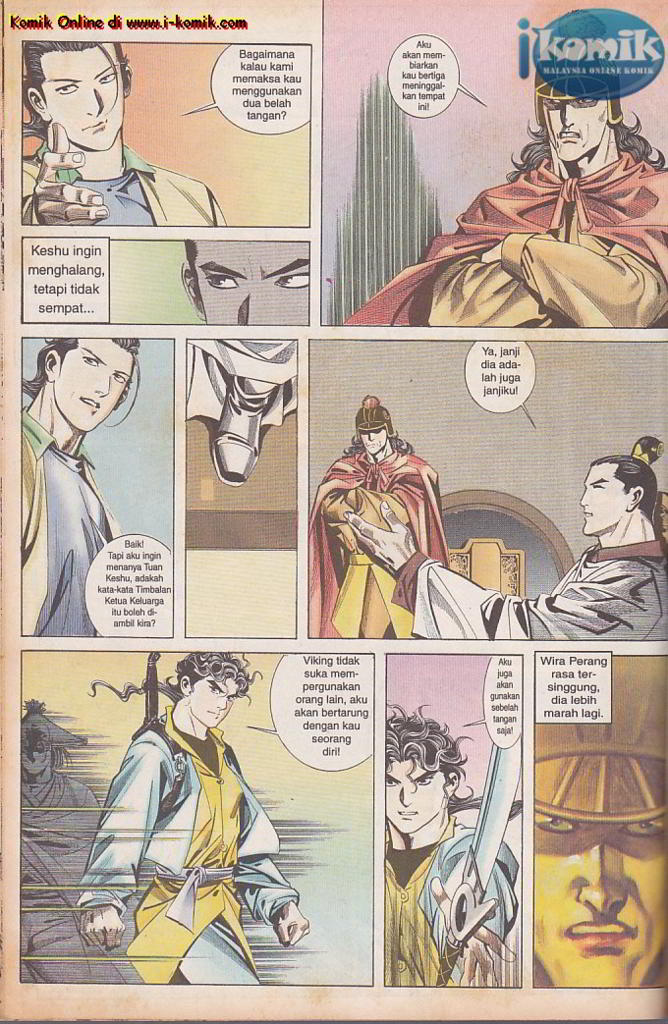 Komik Online di www.i-komik.com
ikomik
MALAYSIA ONLINE KOMIK
Bagaimana
kalau kami
memaksa kau
menggunakan
dua belah
tangan?
Aku
akan mem-
biarkan
kau bertiga
meninggal-
kan tempat
ini!
Keshu ingin
menghalang,
tetapi tidak
sempat...
Baik!
Tapi aku ingin
menanya Tuan
Keshu, adakah
kata-kata Timbalan
Ketua Keluarga
itu boleh di-
ambil kira?
Ya, janji
dia ada-
lah juga
janjiku!
Viking tidak
suka mem-
pergunakan
orang lain, aku
akan bertarung
dengan kau
seorang
diri!
Aku
juga
akan
gunakan
sebelah
tangan
saja!
Wira Perang
rasa ter-
singgung,
dia lebih
marah lagi.